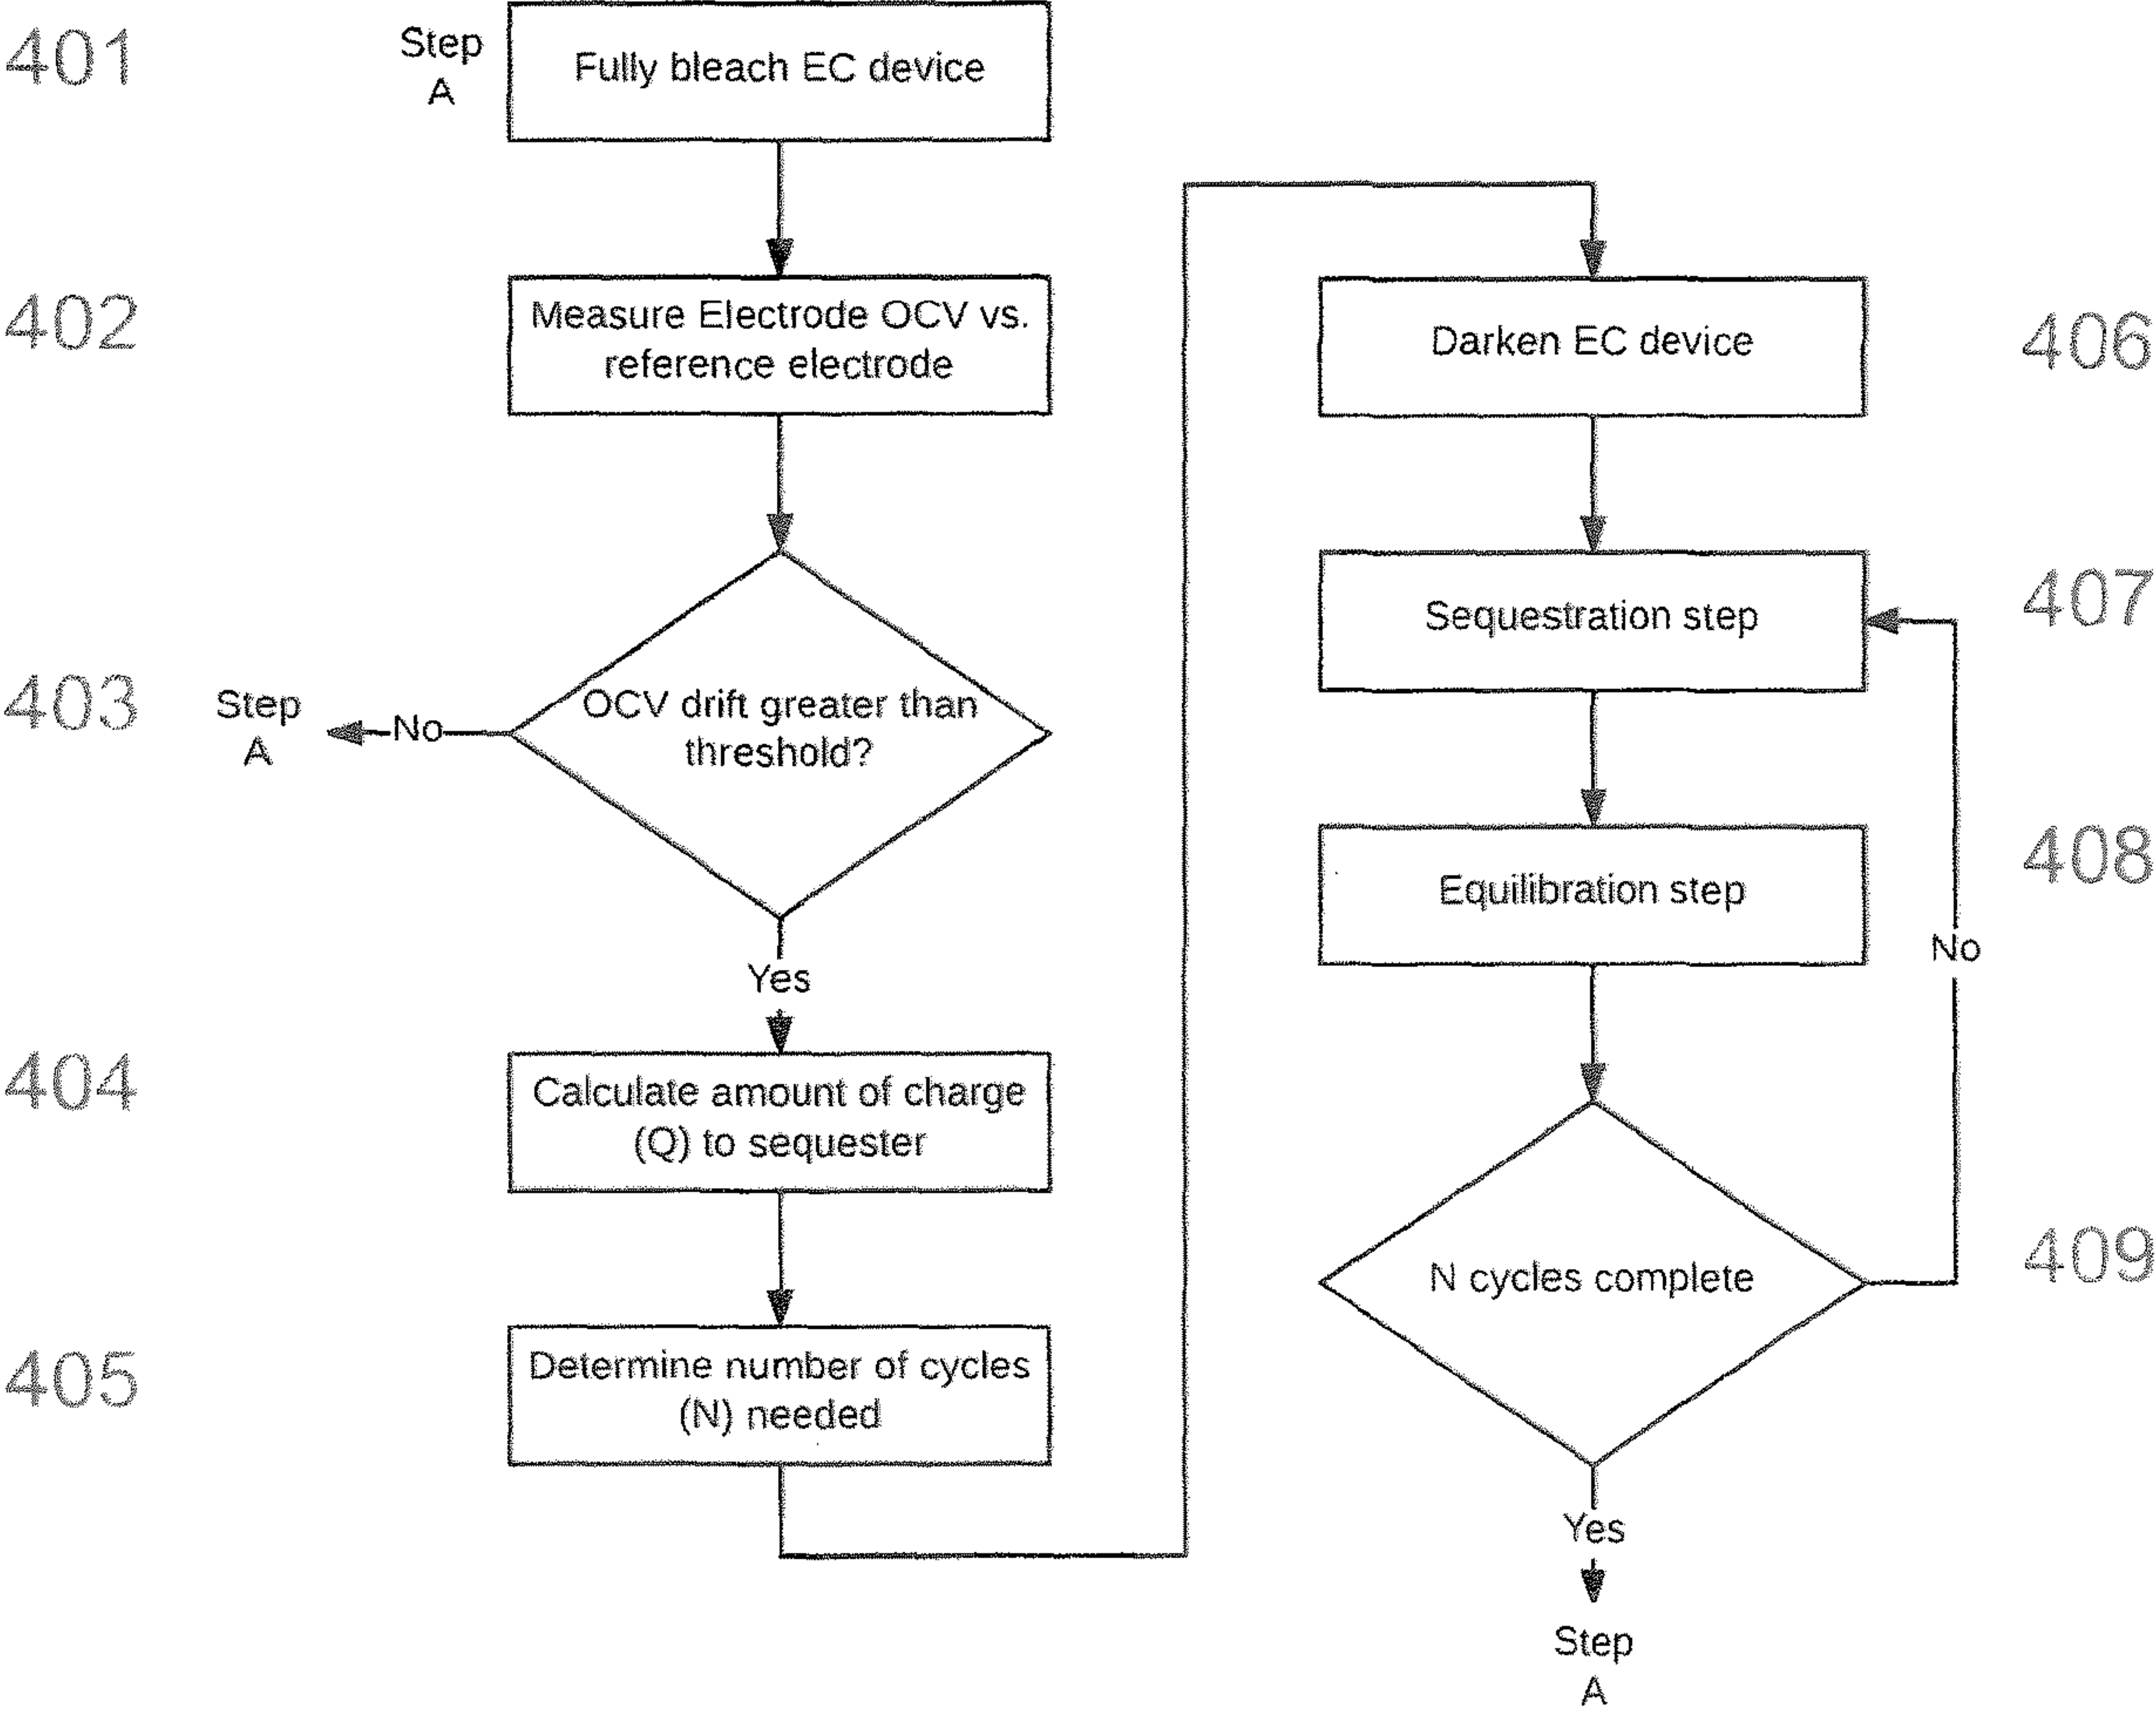 401
Step
A
Fully bleach EC device
402
Measure Electrode OCV vs.
reference electrode
403
Step
A
No
OCV drift greater than
threshold?
Yes
404
Calculate amount of charge
(Q) to sequester
405
Determine number of cycles
(N) needed
Darken EC device
406
Sequestration step
407
Equilibration step
408
No
N cycles complete
409
Yes
Step
A